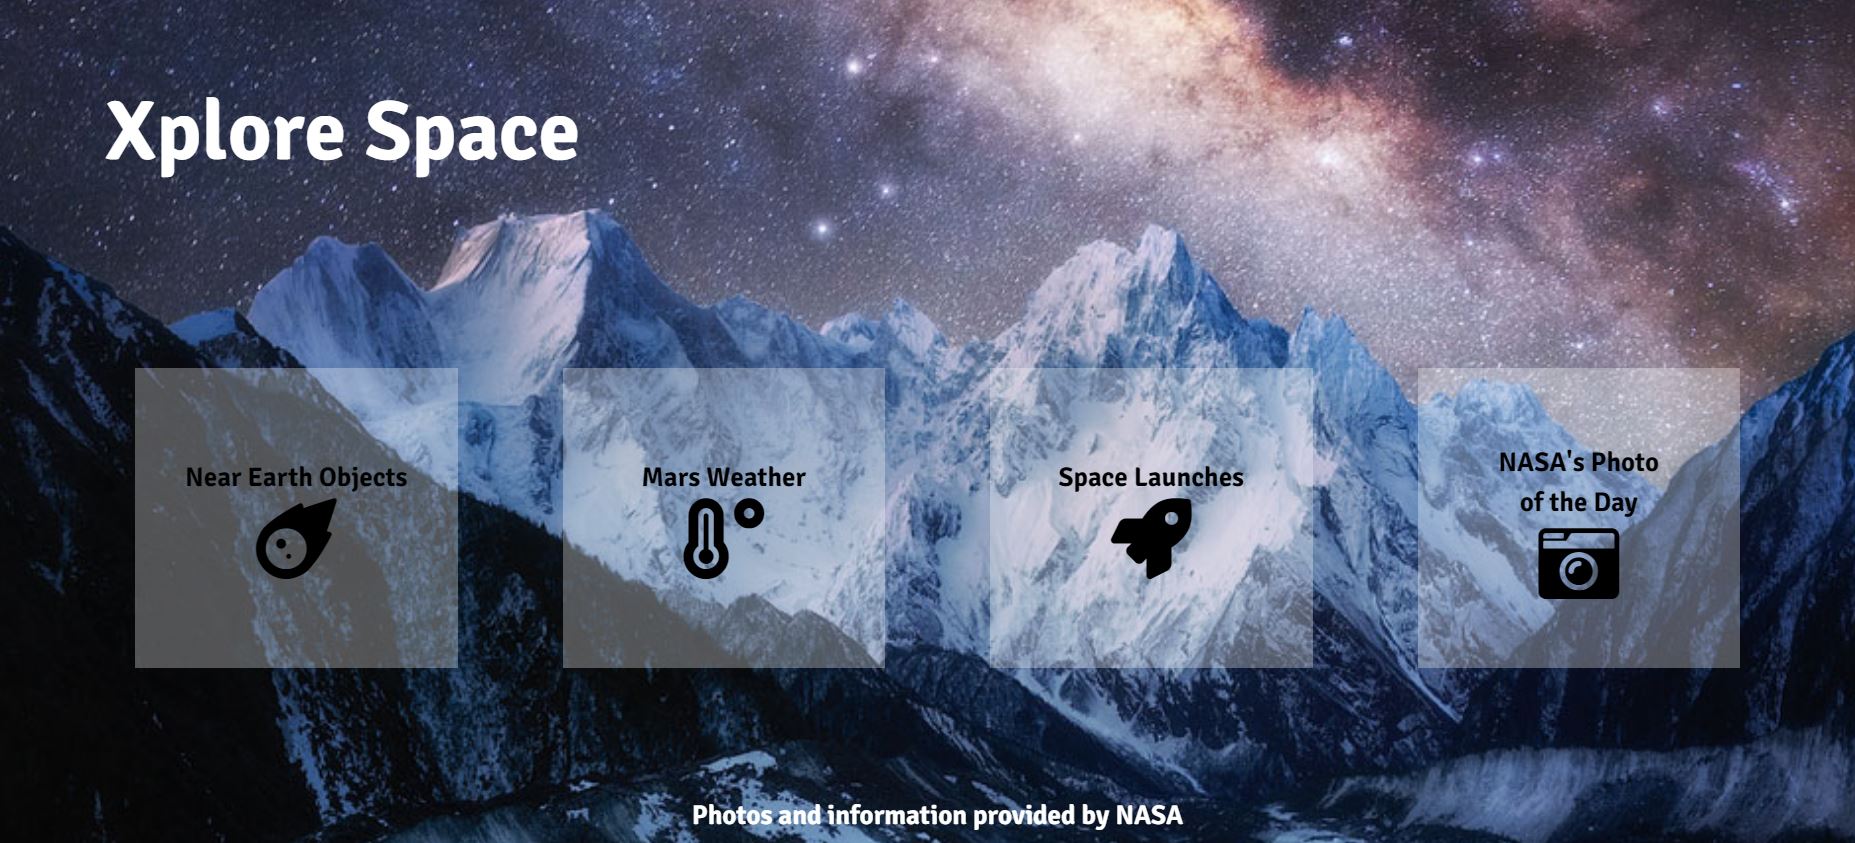 Xplore Space
Near Earth Objects
Mars Weather
Space Launches
NASA's Photo
of the Day
Photos and information provided by NASA